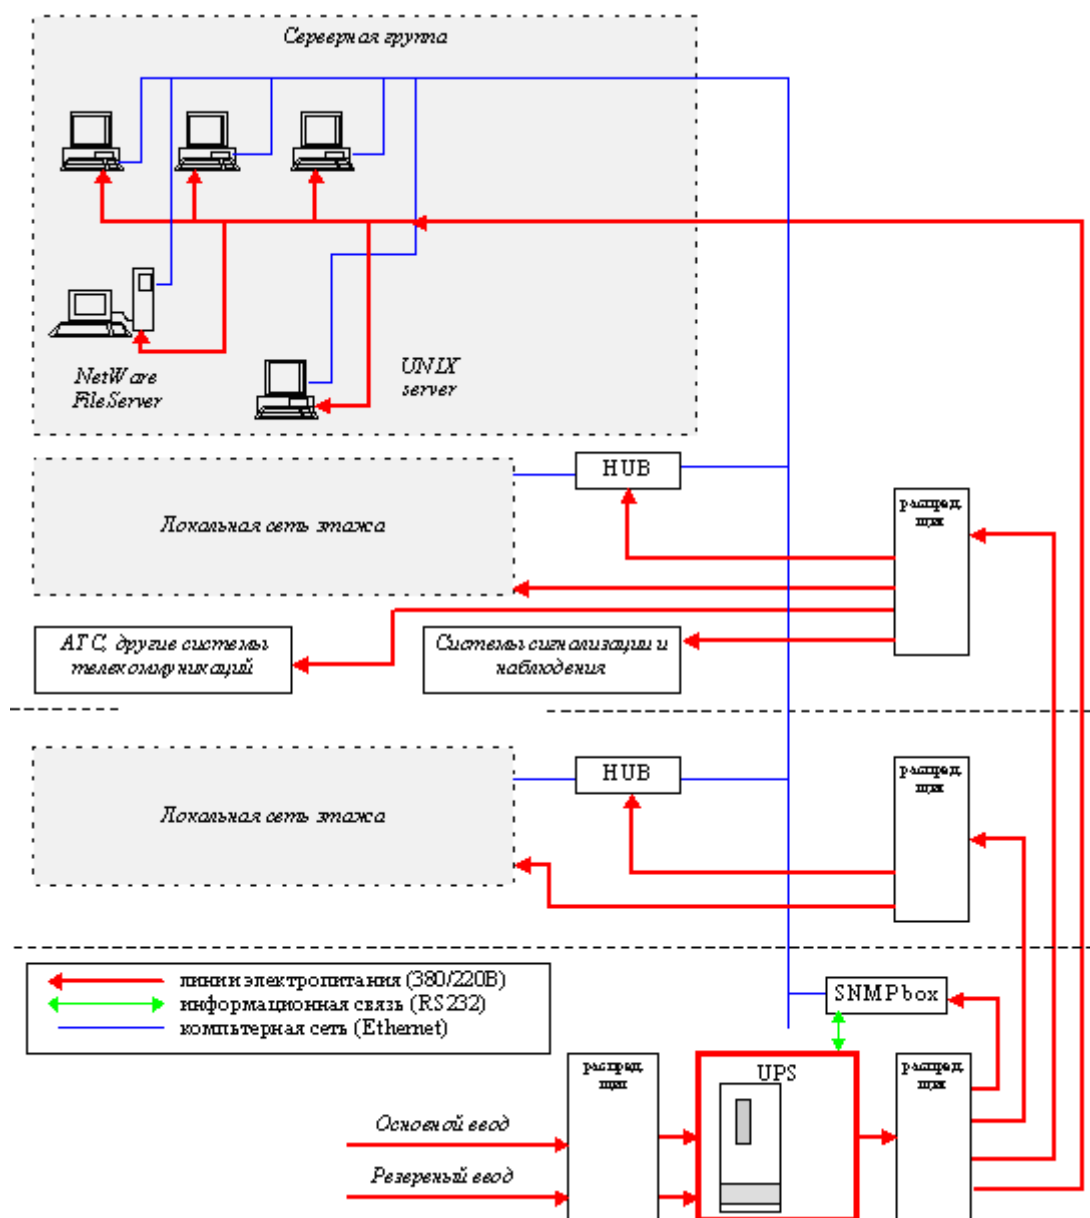 Серверная группа
NetWare
FileServer
UNIX
server
HUB
Локальная сеть этажа
распред.
щит
АТС, другие системы
телекоммуникаций
Системы сигнализации и
наблюдения
HUB
Локальная сеть этажа
распред.
щит
линии электропитания (380/220В)
информационная связь (RS232)
компьтерная сеть (Ethernet)
SNMPbox
распред.
щит
UPS
распред.
щит
Основной ввод
Резервный ввод